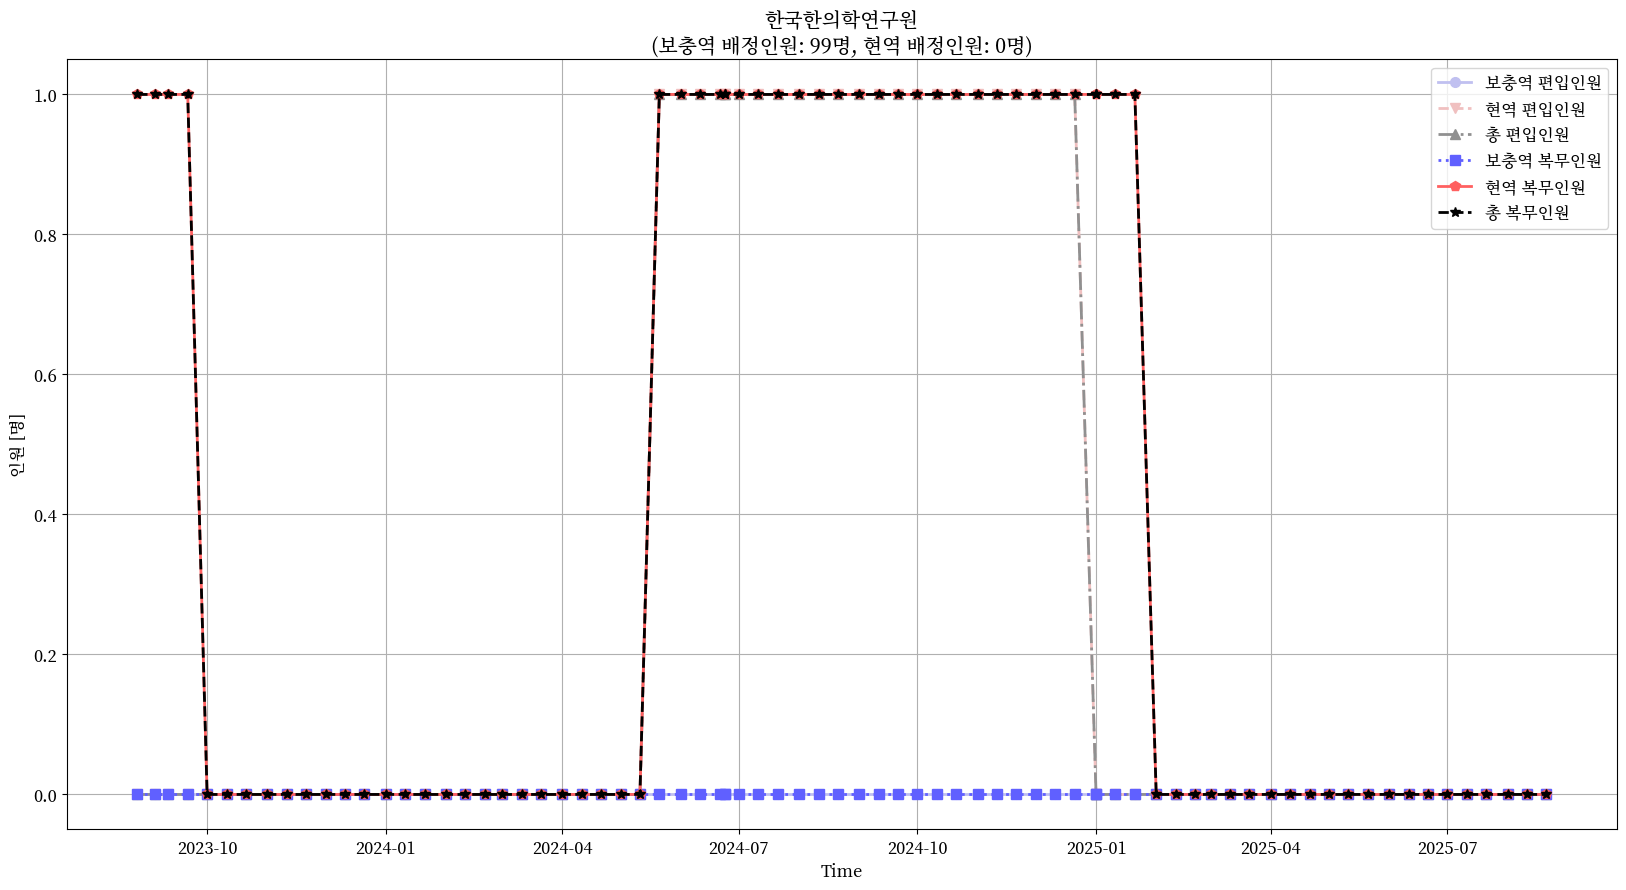 한국한의학연구원
(보충역 배정인원: 99명, 현역 배정인원: 0명)
보충역 편입인원
현역 편입인원
총 편입인원
보충역 복무인원
현역 복무인원
총 복무인원
인원 [명]
1.0
0.8
0.6
0.4
0.2
0.0
2023-10
2024-01
2024-04
2024-07
2024-10
2025-01
2025-04
2025-07
Time